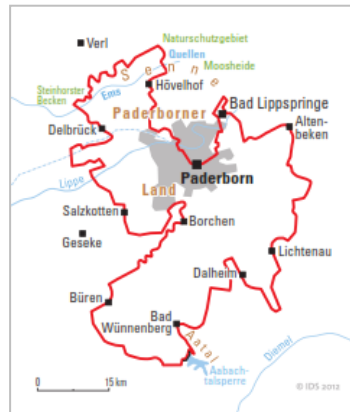 Verl
Naturschutzgebiet
Quellen
Moosheide
Senne
Steinhorster
Becken
Ems
Hövelhof
Paderborner
Bad Lippspringe
Alten-
beken
Delbrück
Lippe
Land
Paderborn
Salzkotten
Borchen
Geseke
Lichtenau
Dalheim
Büren
Bad
Wünnenberg
Aatal
Diemel
Aabach-
talsperre
0 15 km
© IDS 2012